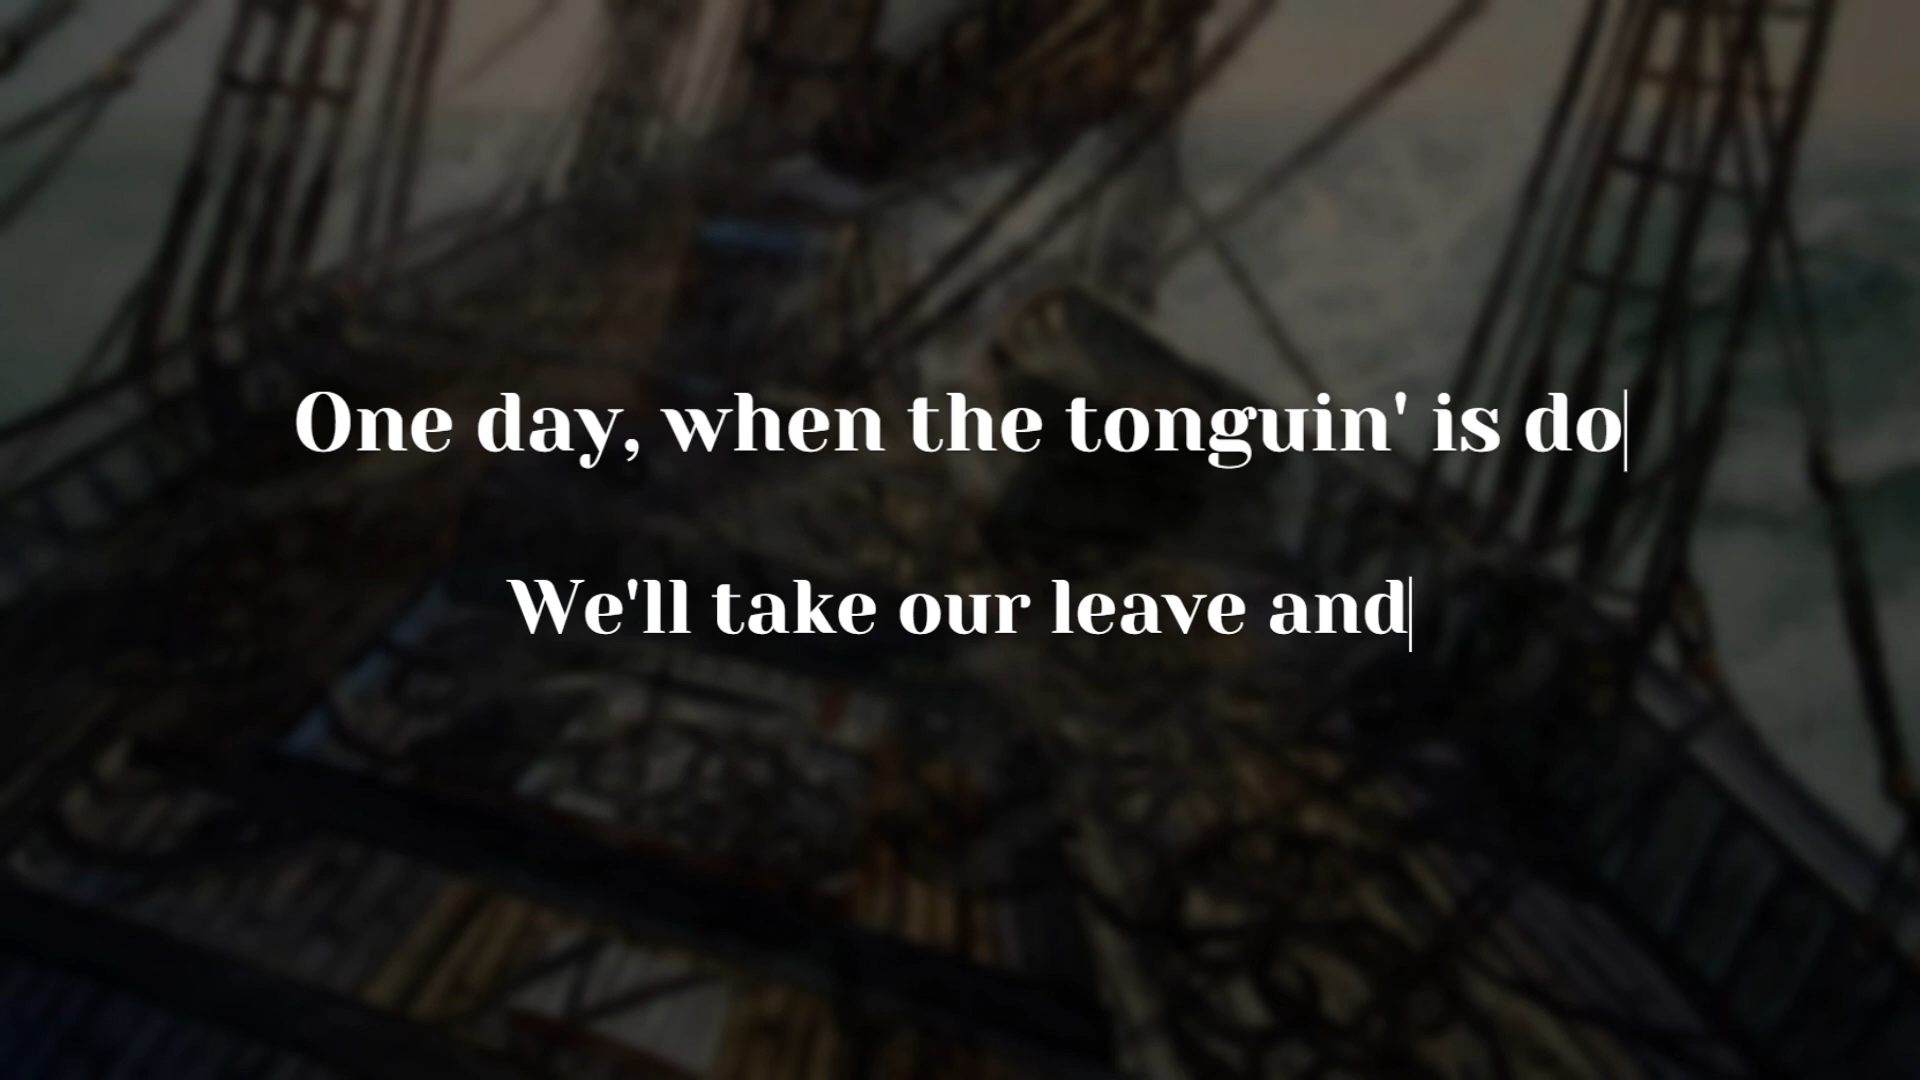 One day, when the tonguin' is do
We'll take our leave and